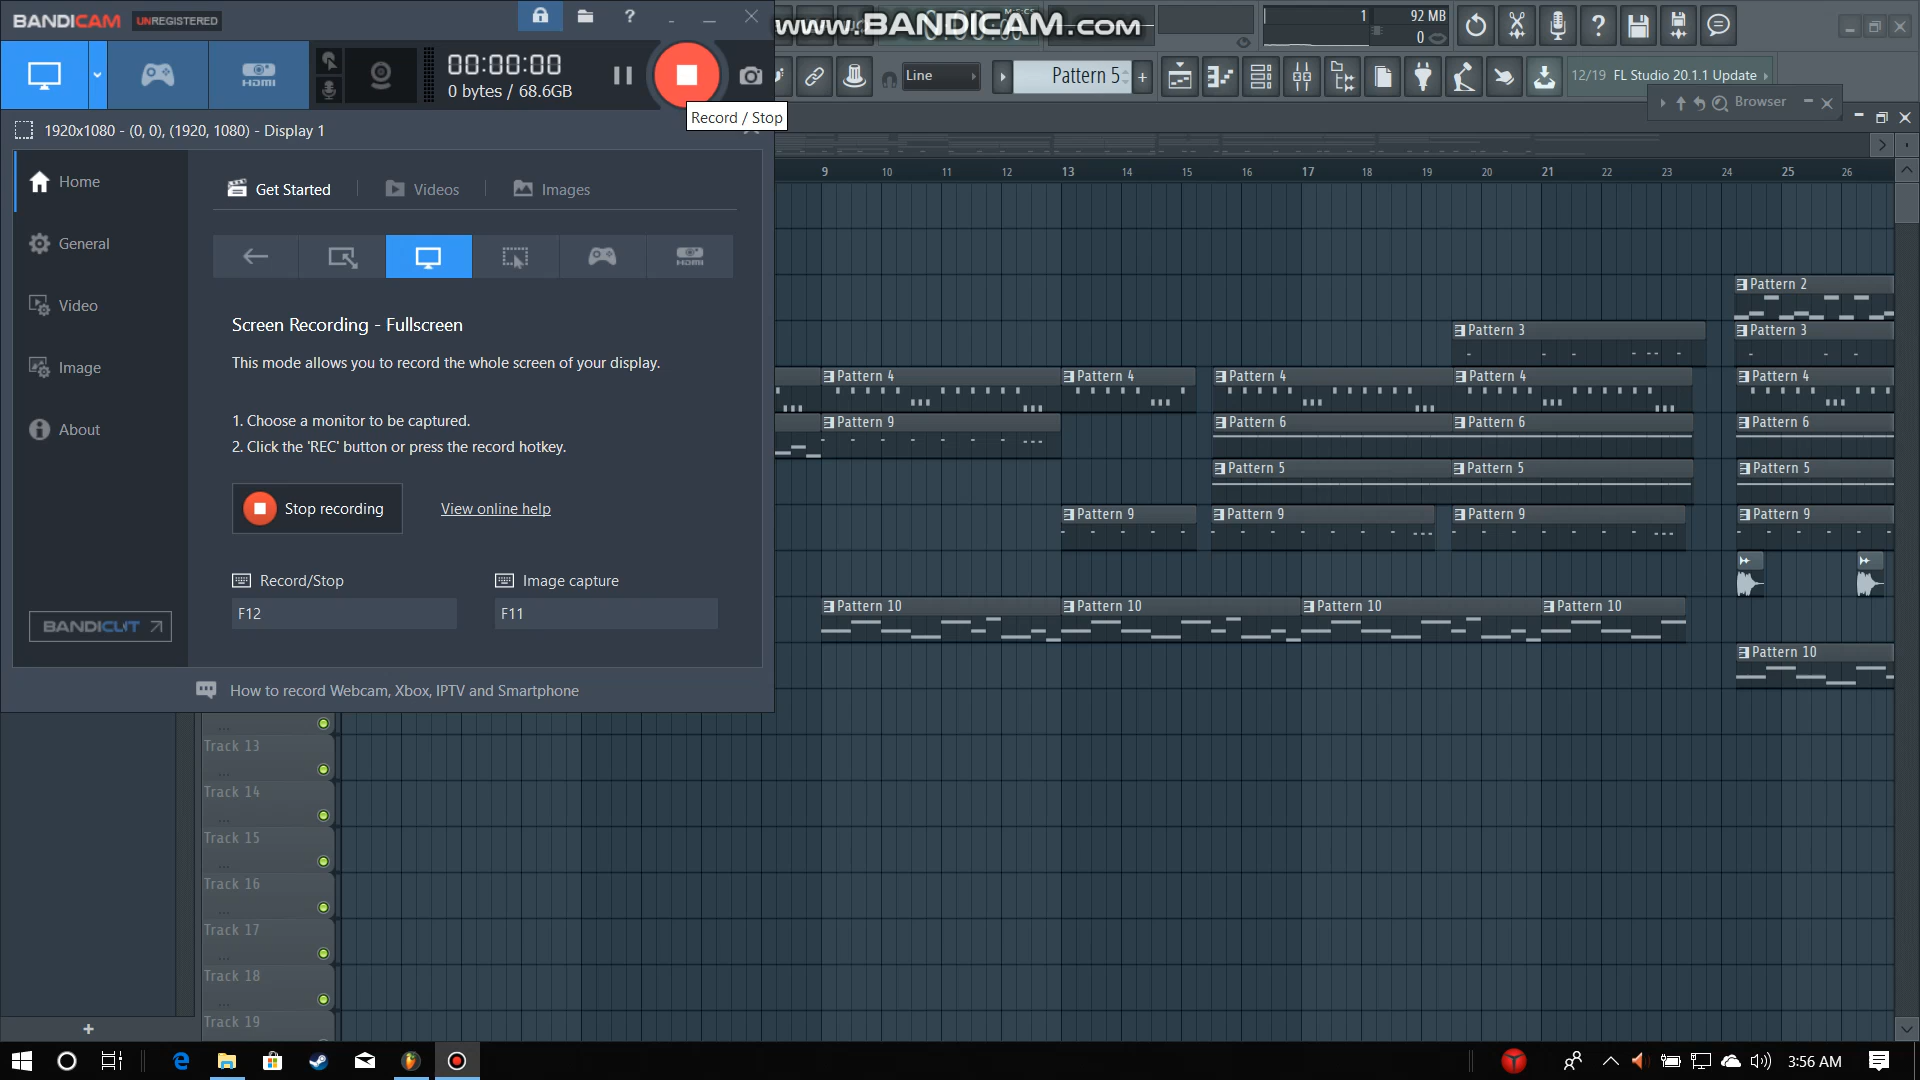 BANDICAM UNREGISTERED
www.BANDICAM.com
1
92 MB
0
00:00:00
0 bytes / 68.6GB
HDMI
Record / Stop
Line
Pattern 5
12/19 FL Studio 20.1.1 Update
Browser
1920x1080 - (0, 0), (1920, 1080) - Display 1
Home
General
Video
Image
About
BANDICUT
Get Started
Videos
Images
HDMI
Screen Recording - Fullscreen
This mode allows you to record the whole screen of your display.
1. Choose a monitor to be captured.
2. Click the 'REC' button or press the record hotkey.
Stop recording
View online help
Record/Stop
Image capture
F12
F11
How to record Webcam, Xbox, IPTV and Smartphone
9 10 11 12 13 14 15 16 17 18 19 20 21 22 23 24 25 26
Pattern 2
Pattern 3 Pattern 3
Pattern 4 Pattern 4 Pattern 4 Pattern 4 Pattern 4
Pattern 9 Pattern 6 Pattern 6 Pattern 6
Pattern 5 Pattern 5 Pattern 5
Pattern 9 Pattern 9 Pattern 9 Pattern 9
Pattern 10 Pattern 10 Pattern 10 Pattern 10
Pattern 10
Track 13
Track 14
Track 15
Track 16
Track 17
Track 18
Track 19
3:56 AM